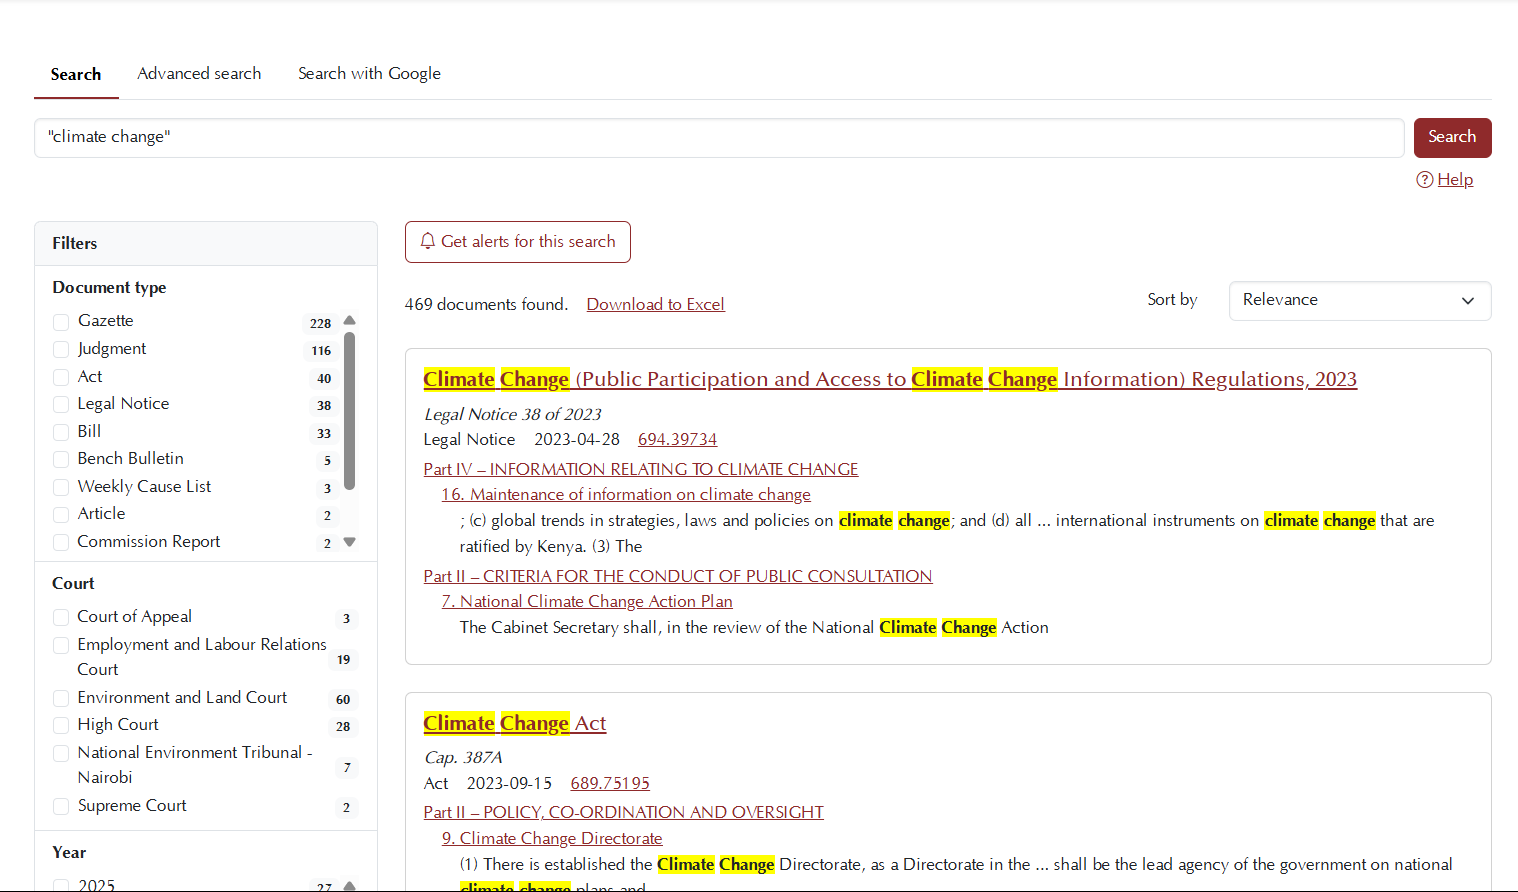 Search Advanced search Search with Google
"climate change" Search
Help
Filters
Document type
Gazette 228
Judgment 116
Act 40
Legal Notice 38
Bill 33
Bench Bulletin 5
Weekly Cause List 3
Article 2
Commission Report 2
Court
Court of Appeal 3
Employment and Labour Relations
Court 19
Environment and Land Court 60
High Court 28
National Environment Tribunal -
Nairobi 7
Supreme Court 2
Year
2025 27
Get alerts for this search
469 documents found. Download to Excel Sort by Relevance
Climate Change (Public Participation and Access to Climate Change Information) Regulations, 2023
Legal Notice 38 of 2023
Legal Notice 2023-04-28 694.39734
Part IV – INFORMATION RELATING TO CLIMATE CHANGE
16. Maintenance of information on climate change
; (c) global trends in strategies, laws and policies on climate change; and (d) all ... international instruments on climate change that are
ratified by Kenya. (3) The
Part II – CRITERIA FOR THE CONDUCT OF PUBLIC CONSULTATION
7. National Climate Change Action Plan
The Cabinet Secretary shall, in the review of the National Climate Change Action
Climate Change Act
Cap. 387A
Act 2023-09-15 689.75195
Part II – POLICY, CO-ORDINATION AND OVERSIGHT
9. Climate Change Directorate
(1) There is established the Climate Change Directorate, as a Directorate in the ... shall be the lead agency of the government on national
climate change plans and